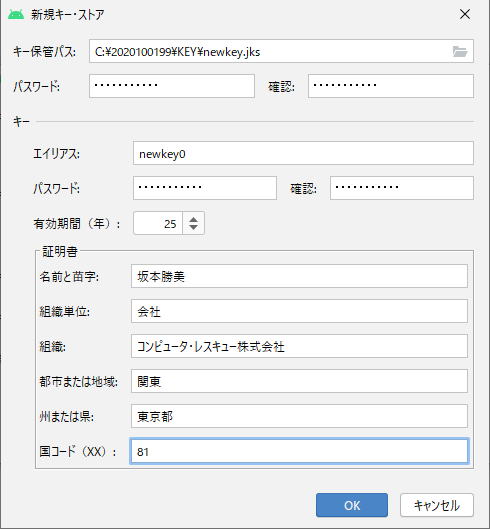 新規キー・ストア
キー保管パス: C:¥2020100199¥KEY¥newkey.jks
パスワード: ••••••••••• 確認: •••••••••••
キー
エイリアス: newkey0
パスワード: ••••••••••• 確認: •••••••••••
有効期間（年）: 25
証明書
名前と苗字: 坂本勝美
組織単位: 会社
組織: コンピュータ・レスキュー株式会社
都市または地域: 関東
州または県: 東京都
国コード（XX）: 81
OK キャンセル